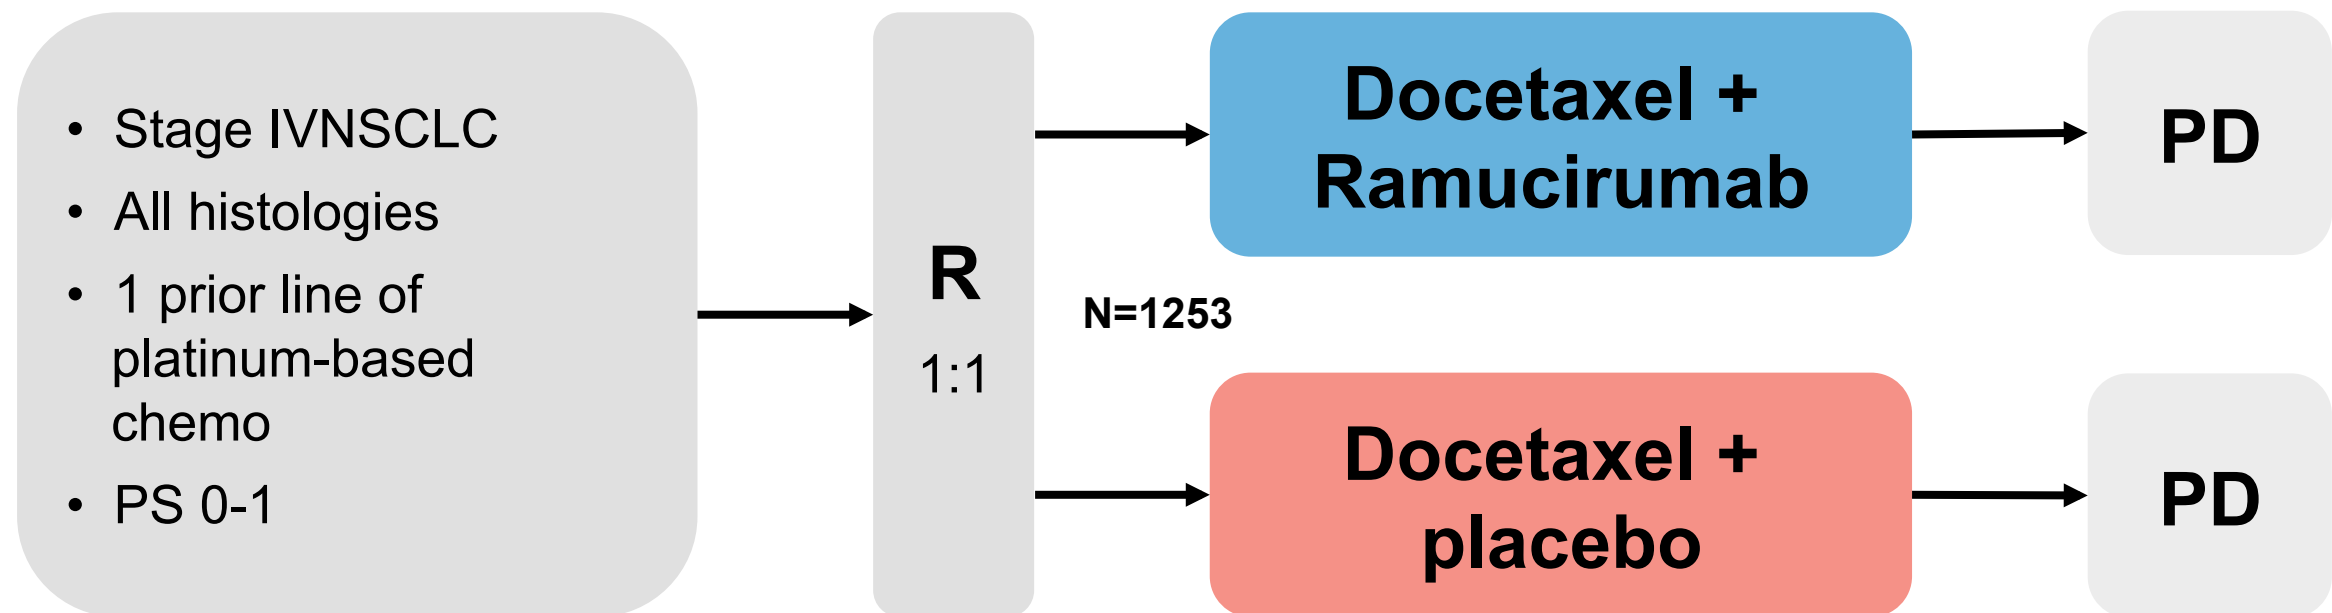 • Stage IVNSCLC
• All histologies
• 1 prior line of
platinum-based
chemo
• PS 0-1
R
1:1
N=1253
Docetaxel +
Ramucirumab
PD
Docetaxel +
placebo
PD